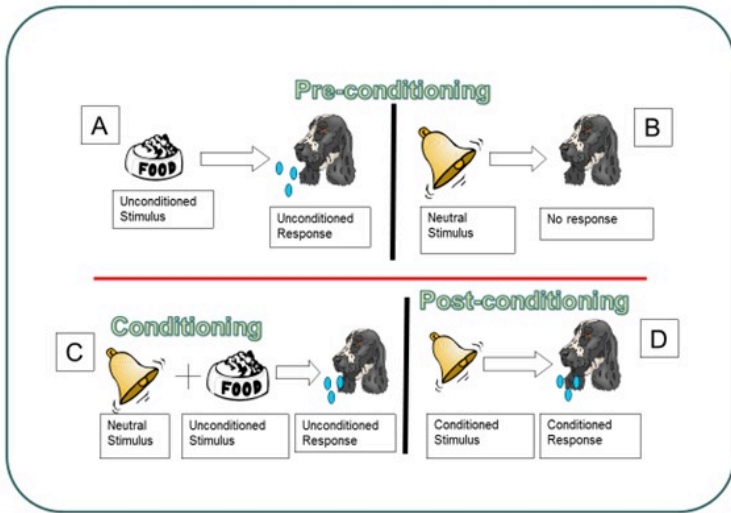 Pre-conditioning
A
FOOD
Unconditioned
Stimulus
Unconditioned
Response
B
Neutral
Stimulus
No response
Conditioning
C
FOOD
Neutral
Stimulus
Unconditioned
Stimulus
Unconditioned
Response
Post-conditioning
D
Conditioned
Stimulus
Conditioned
Response